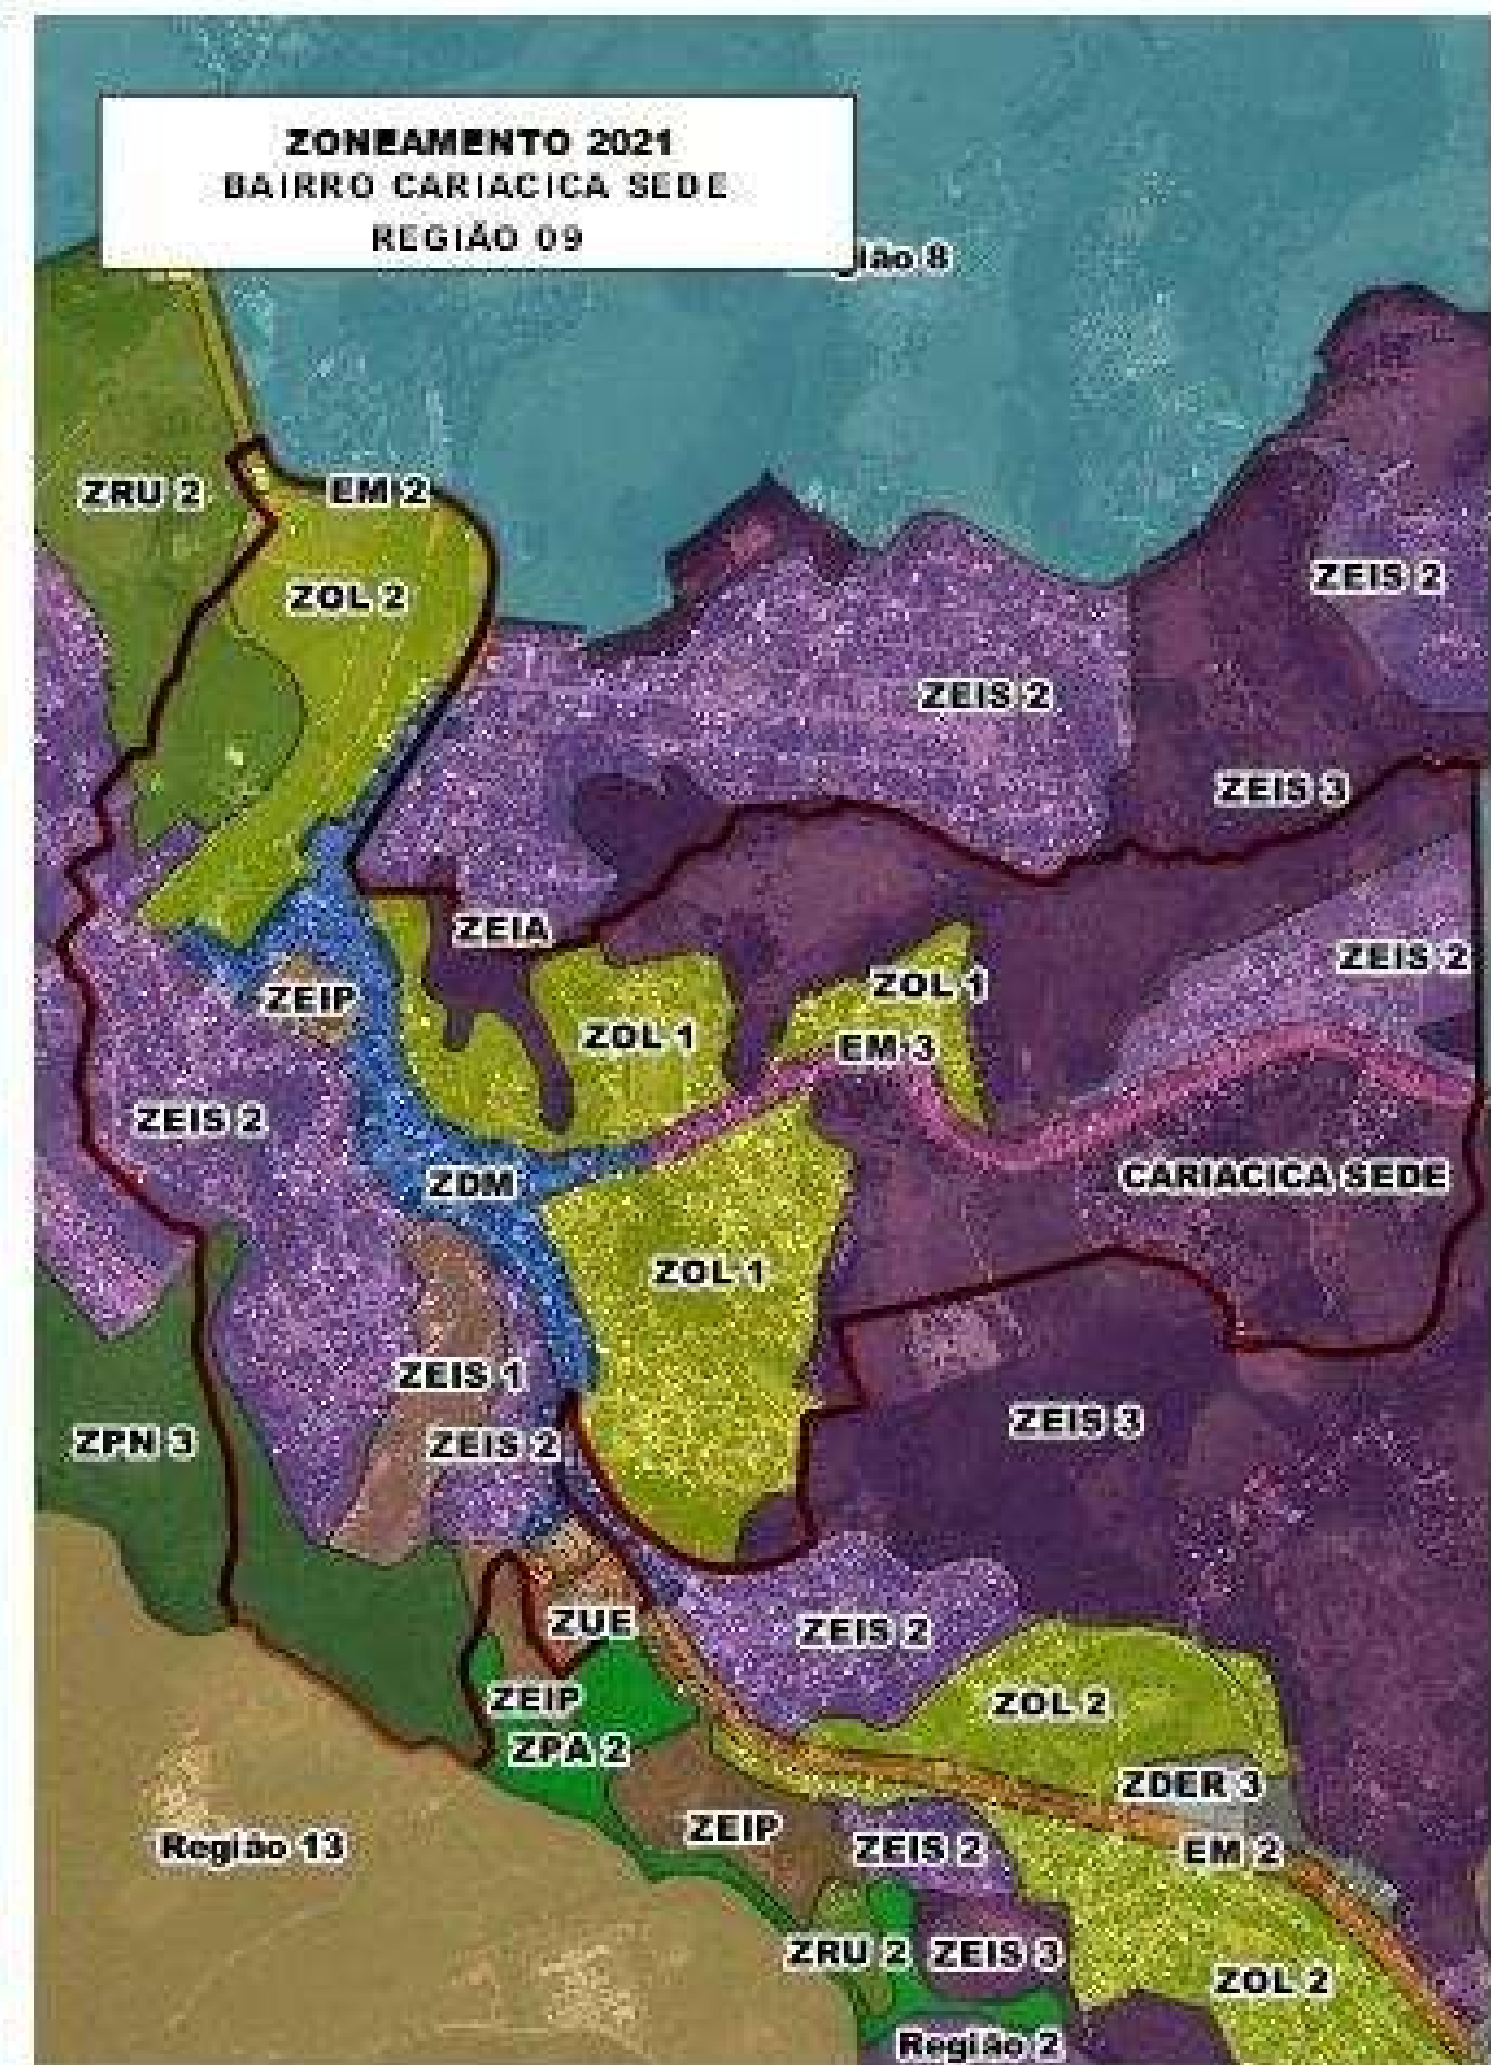 ZONEAMENTO 2021
BAIRRO CARIACICA SEDE
REGIÃO 09
gião 8
ZRU 2
EM 2
ZEIS 2
ZOL 2
ZEIS 2
ZEIS 3
ZEIA
ZEIS 2
ZOL 1
ZEIP
ZOL 1
EM 3
ZEIS 2
CARIACICA SEDE
ZDM
ZOL 1
ZEIS 1
ZEIS 3
ZPN 3
ZEIS 2
ZUE
ZEIS 2
ZEIP
ZOL 2
ZPA 2
ZDER 3
ZEIP
Região 13
ZEIS 2
EM 2
ZRU 2
ZEIS 3
ZOL 2
Região 2